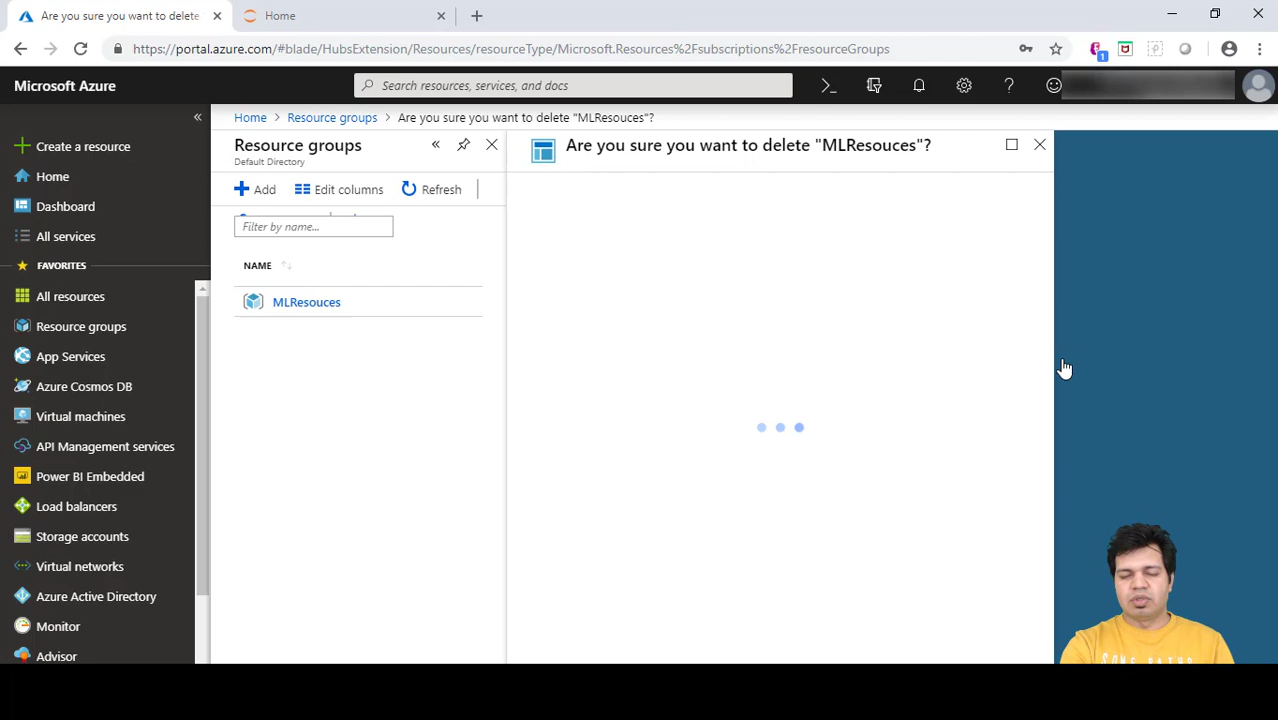 Are you sure you want to delete
Home
https://portal.azure.com/#blade/HubsExtension/Resources/resourceType/Microsoft.Resources%2Fsubscriptions%2FresourceGroups
1
Microsoft Azure
Search resources, services, and docs
Create a resource
Home
Dashboard
All services
FAVORITES
All resources
Resource groups
App Services
Azure Cosmos DB
Virtual machines
API Management services
Power BI Embedded
Load balancers
Storage accounts
Virtual networks
Azure Active Directory
Monitor
Advisor
Home
Resource groups
Are you sure you want to delete "MLResouces"?
Resource groups
Default Directory
Add
Edit columns
Refresh
Filter by name...
NAME
MLResouces
Are you sure you want to delete "MLResouces"?